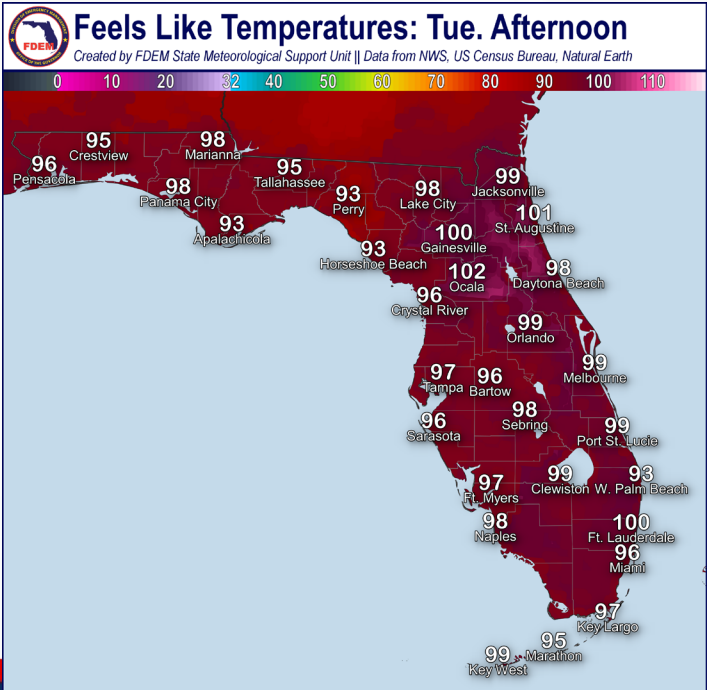 Feels Like Temperatures: Tue. Afternoon
Created by FDEM State Meteorological Support Unit || Data from NWS, US Census Bureau, Natural Earth
FDEM
0 10 20 32 40 50 60 70 80 90 100 110
95
Crestview
98
Marianna
96
Pensacola
98
Panama City
95
Tallahassee
93
Apalachicola
93
Perry
98
Lake City
99
Jacksonville
101
St. Augustine
100
Gainesville
93
Horseshoe Beach
102
Ocala
98
Daytona Beach
96
Crystal River
99
Orlando
99
Melbourne
97
Tampa
96
Bartow
98
Sebring
96
Sarasota
99
Port St. Lucie
97
Ft. Myers
99
Clewiston
93
W. Palm Beach
98
Naples
100
Ft. Lauderdale
96
Miami
97
Key Largo
95
Marathon
99
Key West